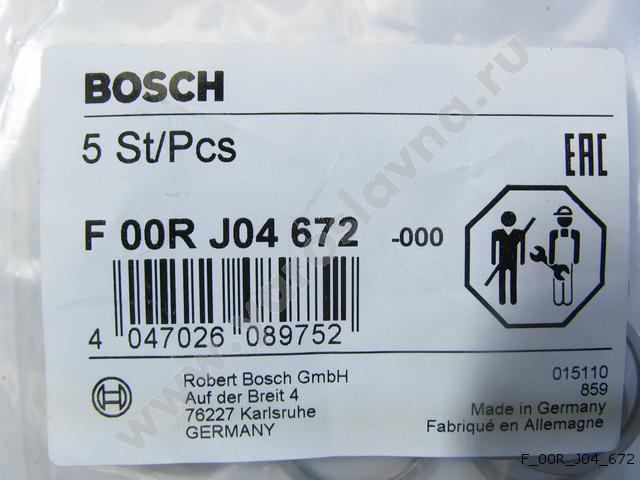 BOSCH
5 St/Pcs
EAC
F 00R J04 672 -000
4 047026 089752
Robert Bosch GmbH
Auf der Breit 4
76227 Karlsruhe
GERMANY
015110
859
Made in Germany
Fabriqué en Allemagne
F_00R_J04_672